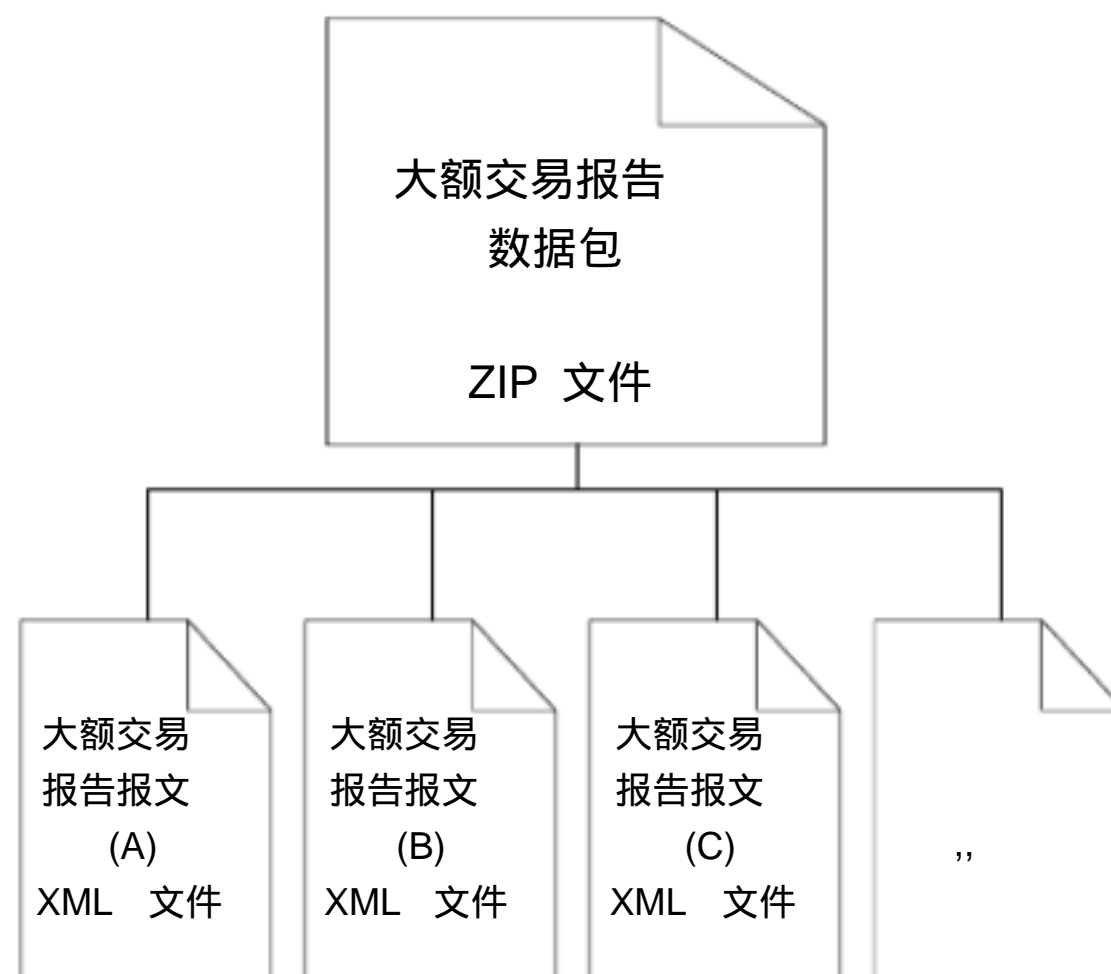 大额交易报告
数据包
ZIP 文件
大额交易
报告报文
(A)
XML 文件
大额交易
报告报文
(B)
XML 文件
大额交易
报告报文
(C)
XML 文件
,,